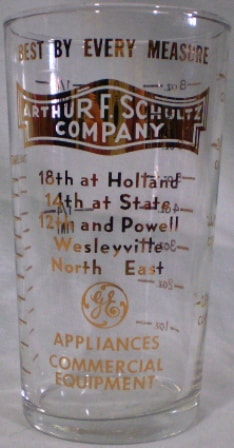 BEST BY EVERY MEASURE
ARTHUR F. SCHULTZ
COMPANY
18th at Holland
14th at State
12th and Powell
Wesleyville
North East
GE
APPLIANCES
COMMERCIAL
EQUIPMENT